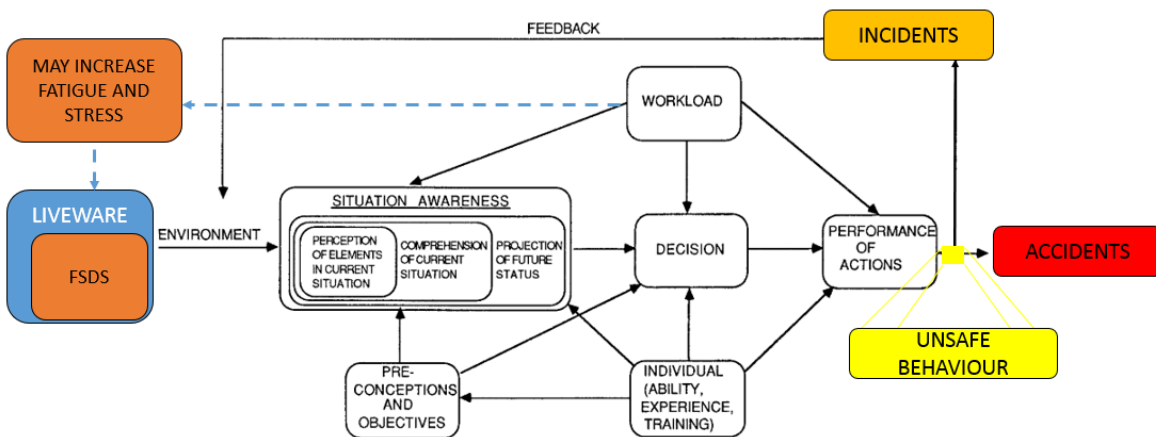 FEEDBACK
INCIDENTS
MAY INCREASE
FATIGUE AND
STRESS
WORKLOAD
LIVEWARE
FSDS
ENVIRONMENT
SITUATION AWARENESS
PERCEPTION
OF ELEMENTS
IN CURRENT
SITUATION
COMPREHENSION
OF CURRENT
SITUATION
PROJECTION
OF FUTURE
STATUS
DECISION
PERFORMANCE
OF
ACTIONS
ACCIDENTS
UNSAFE
BEHAVIOUR
PRE-
CONCEPTIONS
AND
OBJECTIVES
INDIVIDUAL
(ABILITY,
EXPERIENCE,
TRAINING)